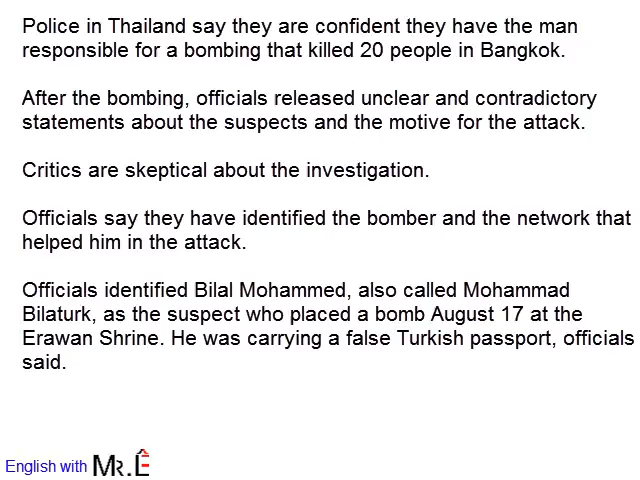 Police in Thailand say they are confident they have the man
responsible for a bombing that killed 20 people in Bangkok.
After the bombing, officials released unclear and contradictory
statements about the suspects and the motive for the attack.
Critics are skeptical about the investigation.
Officials say they have identified the bomber and the network that
helped him in the attack.
Officials identified Bilal Mohammed, also called Mohammad
Bilaturk, as the suspect who placed a bomb August 17 at the
Erawan Shrine. He was carrying a false Turkish passport, officials
said.
English with MR.Ê